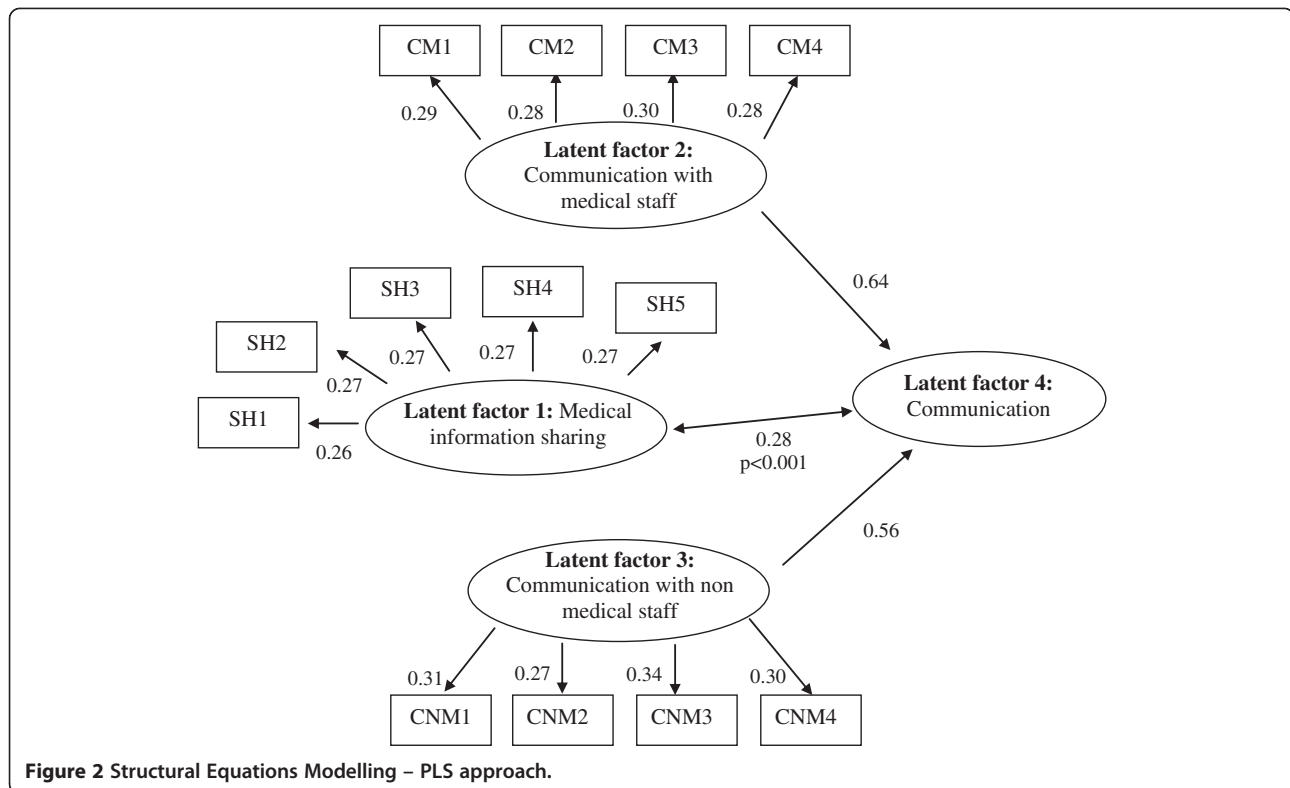 CM1 CM2 CM3 CM4
0.29 0.28 0.30 0.28
Latent factor 2:
Communication with
medical staff
0.64
SH1 SH2 SH3 SH4 SH5
0.26 0.27 0.27 0.27 0.27
Latent factor 1: Medical
information sharing
0.28
p<0.001
Latent factor 4:
Communication
0.56
Latent factor 3:
Communication with non
medical staff
0.31 0.27 0.34 0.30
CNM1 CNM2 CNM3 CNM4
Figure 2 Structural Equations Modelling – PLS approach.